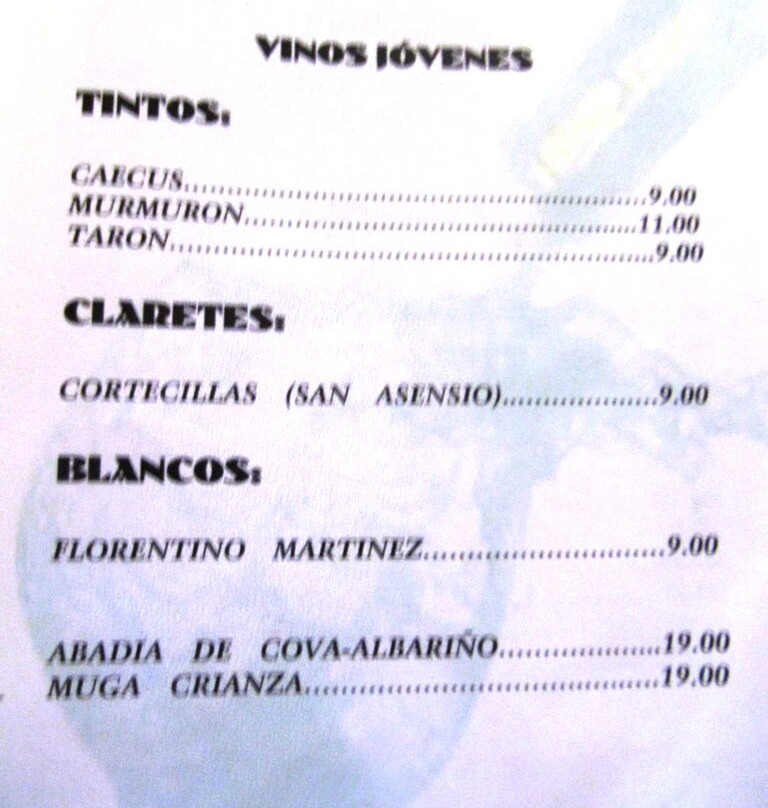 VINOS JÓVENES
TINTOS:
CAECUS..........................................................9.00
MURMURON..................................................11.00
TARON............................................................9.00
CLARETES:
CORTECILLAS (SAN ASENSIO)...................9.00
BLANCOS:
FLORENTINO MARTINEZ.............................9.00
ABADIA DE COVA-ALBARIÑO....................19.00
MUGA CRIANZA...........................................19.00